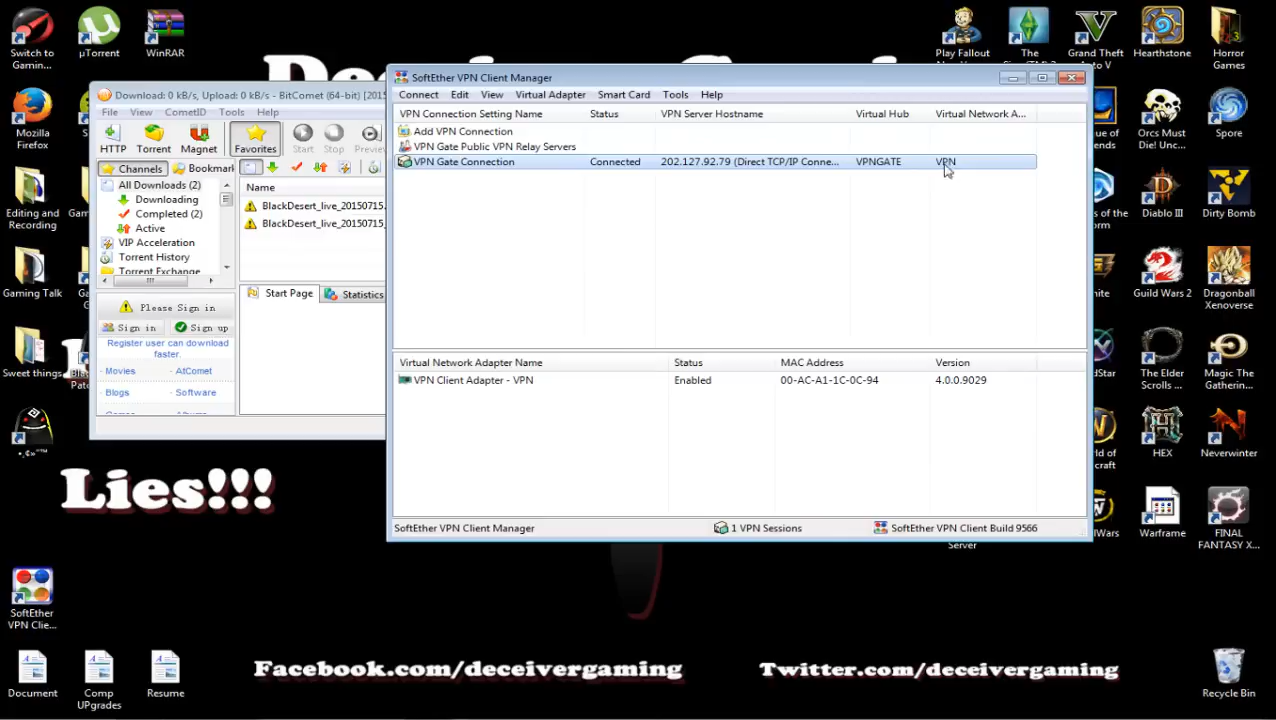 Switch to
Gamin...
µTorrent
WinRAR
Play Fallout
The
Grand Theft
Auto V
Hearthstone
Horror
Games
SoftEther VPN Client Manager
Connect Edit View Virtual Adapter Smart Card Tools Help
VPN Connection Setting Name Status VPN Server Hostname Virtual Hub Virtual Network A...
Add VPN Connection
VPN Gate Public VPN Relay Servers
VPN Gate Connection Connected 202.127.92.79 (Direct TCP/IP Conne... VPNGATE VPN
Virtual Network Adapter Name Status MAC Address Version
VPN Client Adapter - VPN Enabled 00-AC-A1-1C-0C-94 4.0.0.9029
SoftEther VPN Client Manager 1 VPN Sessions SoftEther VPN Client Build 9566
Download: 0 kB/s, Upload: 0 kB/s - BitComet (64-bit) [2015
File View CometID Tools Help
HTTP Torrent Magnet Favorites Start Stop Preview
Channels Bookmark
All Downloads (2)
Downloading
Completed (2)
Active
VIP Acceleration
Torrent History
Torrent Exchange
Name
BlackDesert_live_20150715.
BlackDesert_live_20150715.
Please Sign in
Sign in Sign up
Register user can download
faster.
Movies AtComet
Blogs Software
Start Page Statistics
Mozilla
Firefox
Editing and
Recording
Gaming Talk
Sweet things
Orcs Must
Die! Un...
Spore
Diablo III
Dirty Bomb
Guild Wars 2
Dragonball
Xenoverse
The Elder
Scrolls ...
Magic The
Gatherin...
HEX
Neverwinter
Warframe
FINAL
FANTASY X...
Server
Lies!!!
SoftEther
VPN Clie...
Document
Comp
UPgrades
Resume
Facebook.com/deceivergaming
Twitter.com/deceivergaming
Recycle Bin